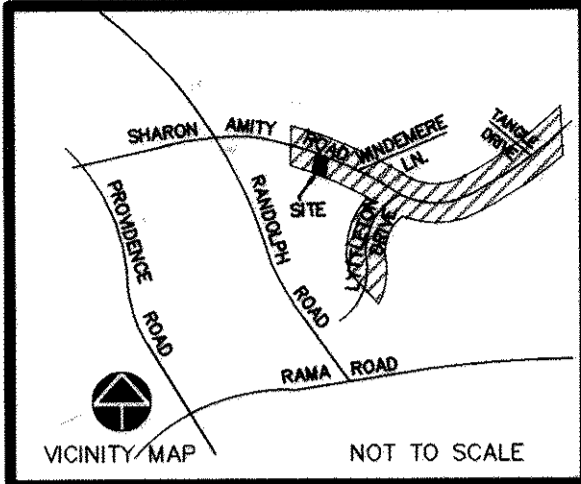 SHARON AMITY ROAD
WINDEMERE
LN.
TANGLE
DRIVE
SITE
LYTTLETON
DRIVE
PROVIDENCE
ROAD
RANDOLPH
ROAD
RAMA ROAD
VICINITY MAP
NOT TO SCALE